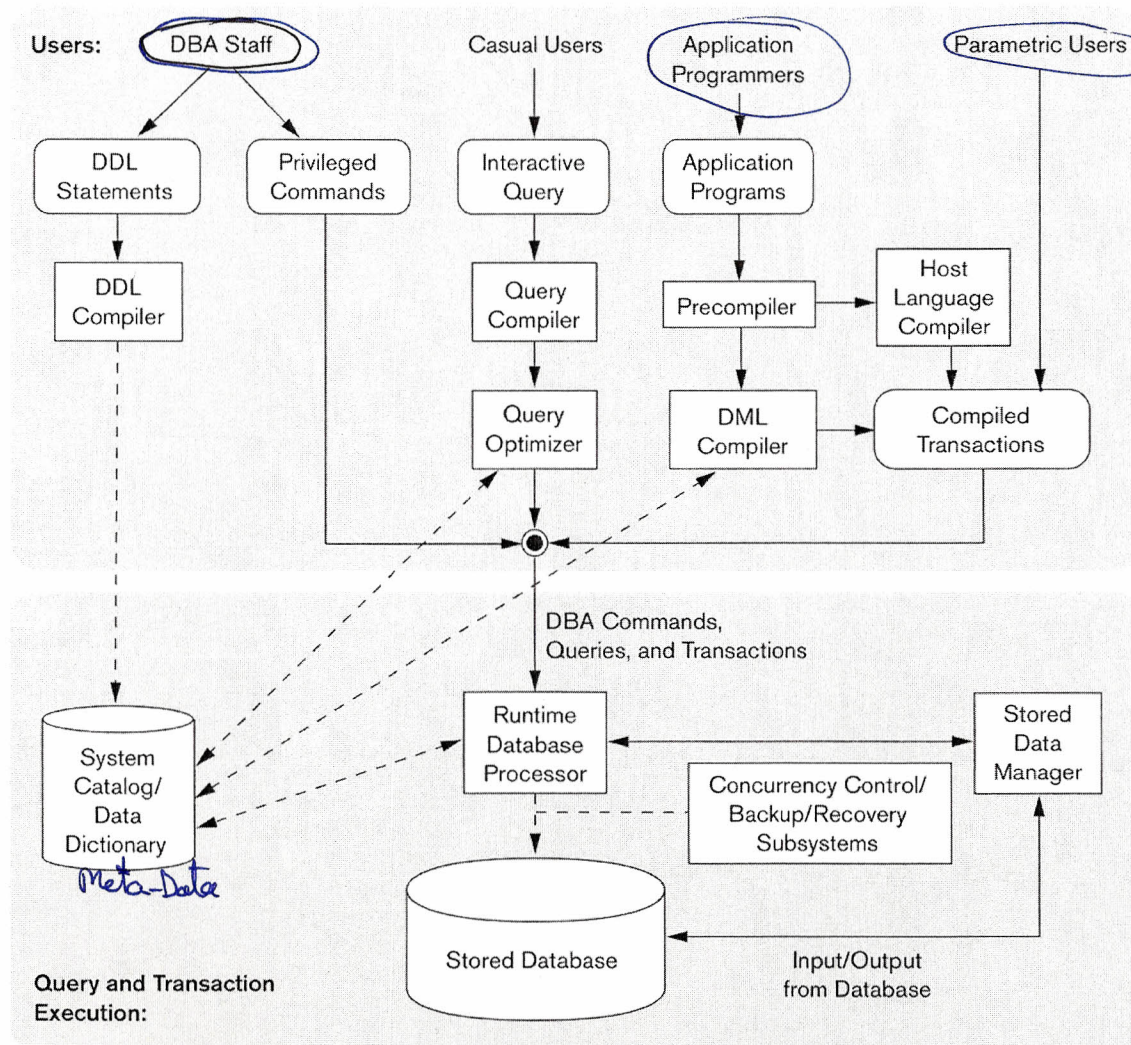 Users:
DBA Staff
Casual Users
Application
Programmers
Parametric Users
DDL
Statements
Privileged
Commands
Interactive
Query
Application
Programs
DDL
Compiler
Query
Compiler
Precompiler
Host
Language
Compiler
Query
Optimizer
DML
Compiler
Compiled
Transactions
DBA Commands,
Queries, and Transactions
System
Catalog/
Data
Dictionary
Meta-Data
Runtime
Database
Processor
Stored
Data
Manager
Concurrency Control/
Backup/Recovery
Subsystems
Stored Database
Input/Output
from Database
Query and Transaction
Execution: